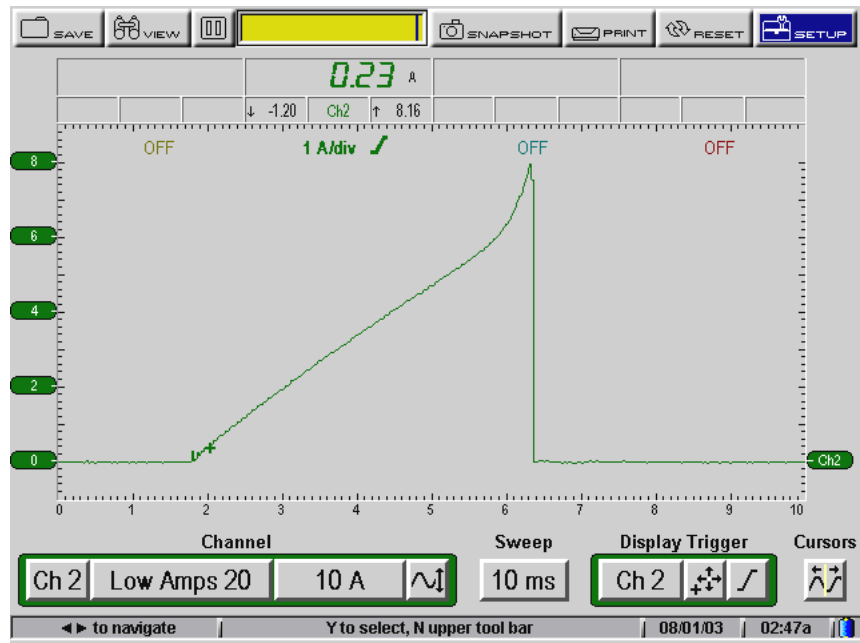 SAVE VIEW SNAPSHOT PRINT RESET SETUP
0.23 A
↓ -1.20 Ch2 ↑ 8.16
OFF 1 A/div OFF OFF
8
6
4
2
0 Ch2
0 1 2 3 4 5 6 7 8 9 10
Channel Sweep Display Trigger Cursors
Ch 2 Low Amps 20 10 A 10 ms Ch 2
◄► to navigate Y to select, N upper tool bar 08/01/03 02:47a